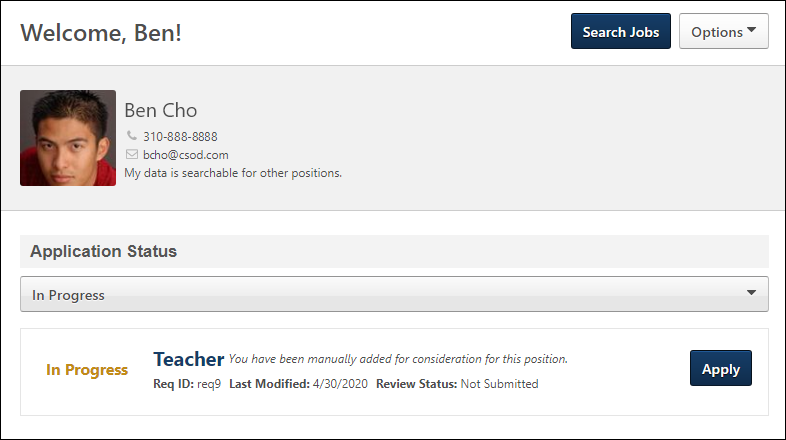 Welcome, Ben!
Search Jobs
Options
Ben Cho
310-888-8888
bcho@csod.com
My data is searchable for other positions.
Application Status
In Progress
In Progress
Teacher You have been manually added for consideration for this position.
Req ID: req9 Last Modified: 4/30/2020 Review Status: Not Submitted
Apply